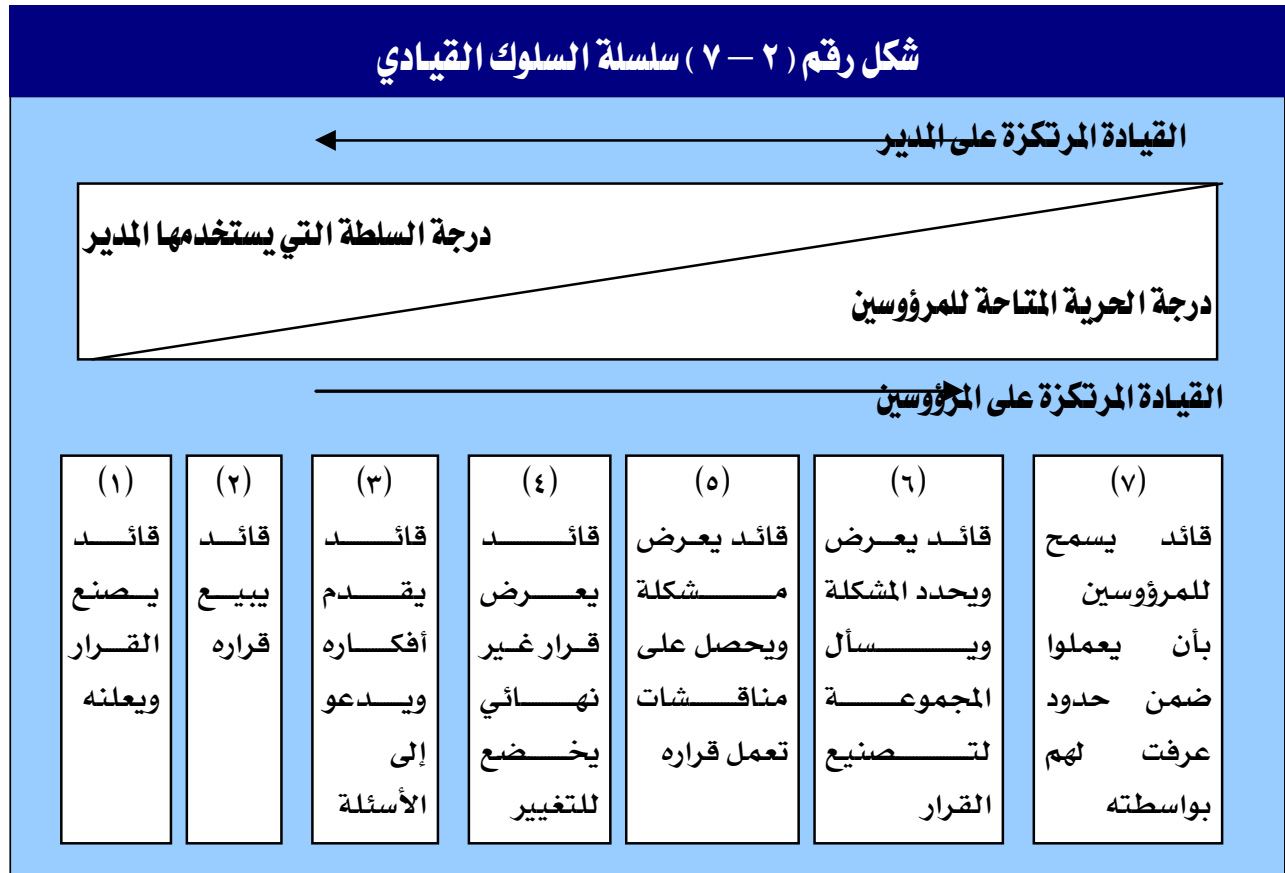 شكل رقم (٢ – ٧) سلسلة السلوك القيادي
القيادة المرتكزة على المدير
درجة السلطة التي يستخدمها المدير
درجة الحرية المتاحة للمرؤوسين
القيادة المرتكزة على المرؤوسين
(١)
قائد
يصنع
القرار
ويعلنه
(٢)
قائد
يبيع
قراره
(٣)
قائد
يقدم
أفكاره
ويدعو
إلى
الأسئلة
(٤)
قائد
يعرض
قرار غير
نهائي
يخضع
للتغيير
(٥)
قائد يعرض
مشكلة
ويحصل على
مناقشات
تعمل قراره
(٦)
قائد يعرض
ويحدد المشكلة
ويسأل
المجموعة
لتصنيع
القرار
(٧)
قائد يسمح
للمرؤوسين
بأن يعملوا
ضمن حدود
عرفت لهم
بواسطته